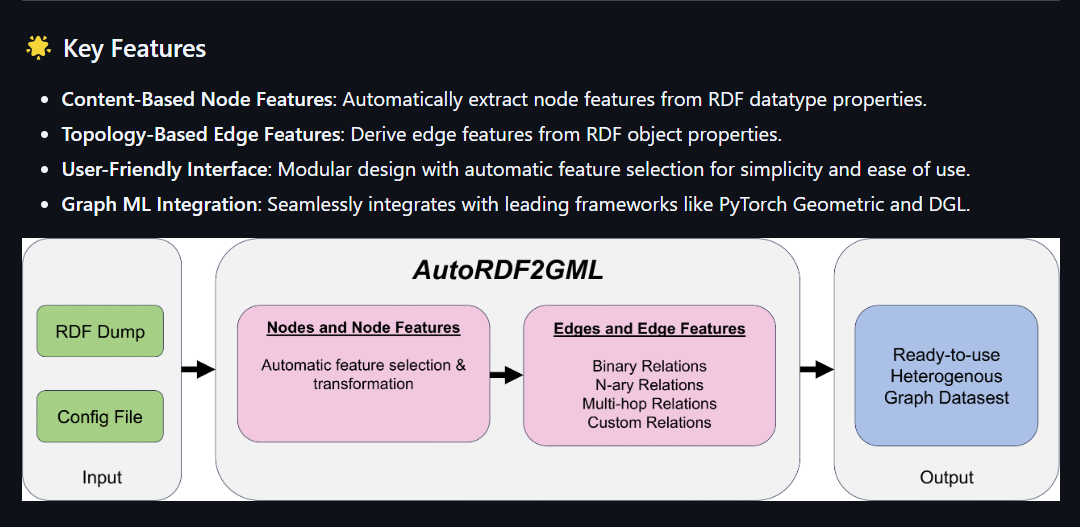 🌟 Key Features
• Content-Based Node Features: Automatically extract node features from RDF datatype properties.
• Topology-Based Edge Features: Derive edge features from RDF object properties.
• User-Friendly Interface: Modular design with automatic feature selection for simplicity and ease of use.
• Graph ML Integration: Seamlessly integrates with leading frameworks like PyTorch Geometric and DGL.
RDF Dump
Config File
Input
AutoRDF2GML
Nodes and Node Features
Automatic feature selection &
transformation
Edges and Edge Features
Binary Relations
N-ary Relations
Multi-hop Relations
Custom Relations
Ready-to-use
Heterogenous
Graph Datasest
Output